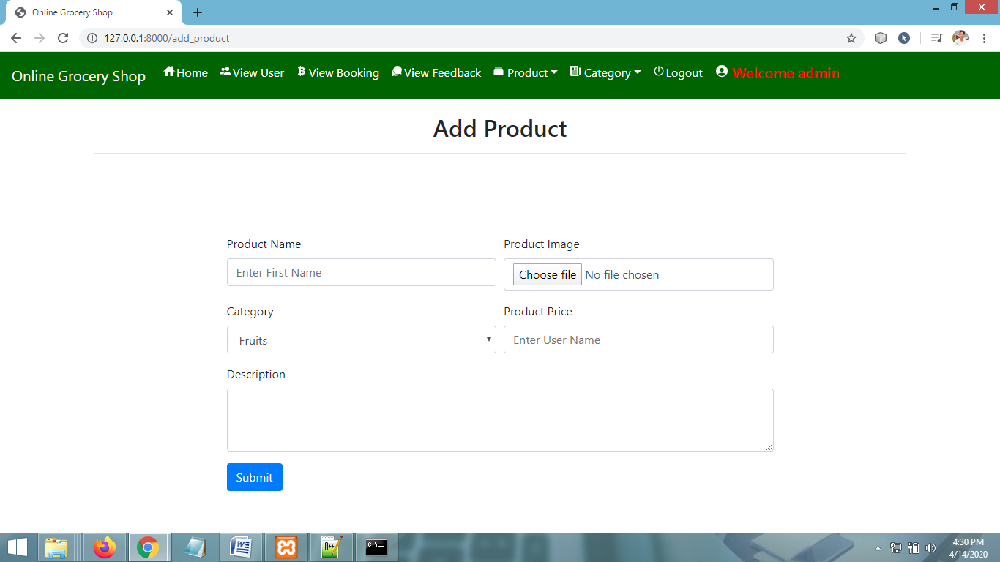 Online Grocery Shop
127.0.0.1:8000/add_product
Online Grocery Shop Home View User View Booking View Feedback Product Category Logout Welcome admin
Add Product
Product Name Product Image
Enter First Name Choose file No file chosen
Category Product Price
Fruits Enter User Name
Description
Submit
4:30 PM
4/14/2020